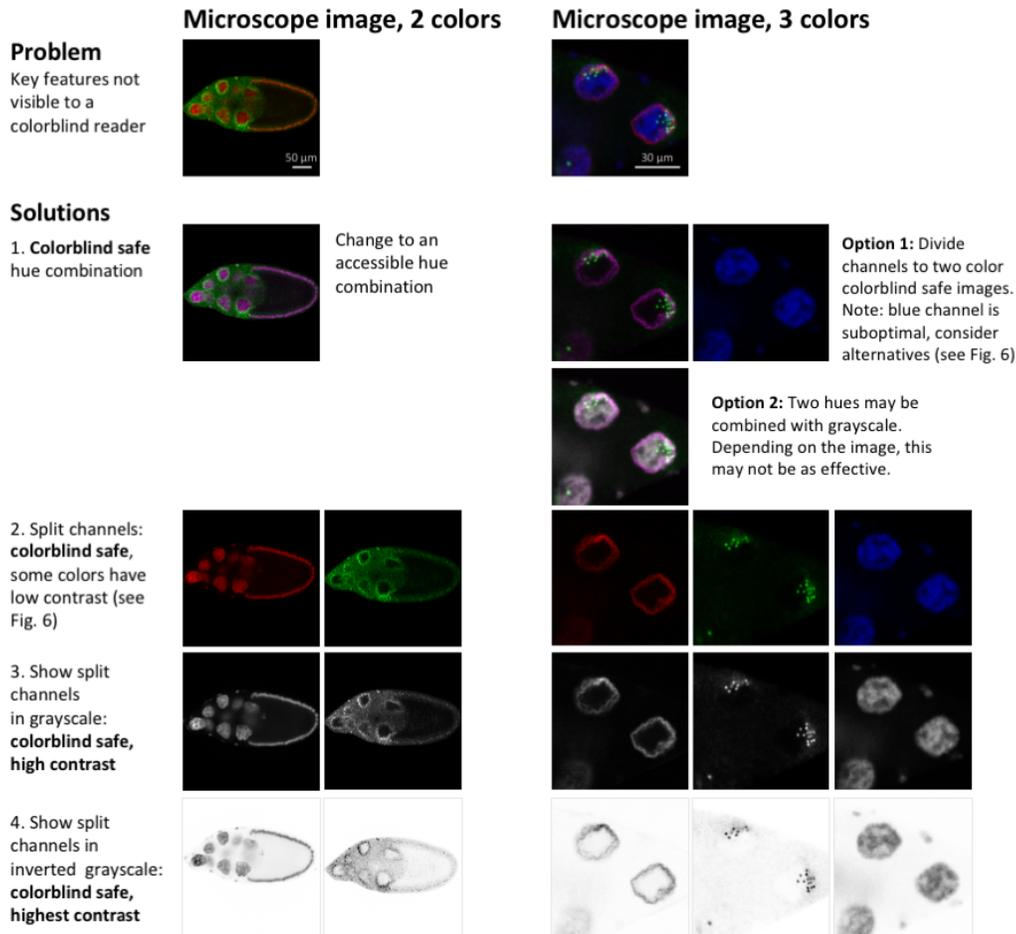 Microscope image, 2 colors
Microscope image, 3 colors
Problem
Key features not
visible to a
colorblind reader
50 µm
30 µm
Solutions
1. Colorblind safe
hue combination
Change to an
accessible hue
combination
Option 1: Divide
channels to two color
colorblind safe images.
Note: blue channel is
suboptimal, consider
alternatives (see Fig. 6)
Option 2: Two hues may be
combined with grayscale.
Depending on the image, this
may not be as effective.
2. Split channels:
colorblind safe,
some colors have
low contrast (see
Fig. 6)
3. Show split
channels
in grayscale:
colorblind safe,
high contrast
4. Show split
channels in
inverted grayscale:
colorblind safe,
highest contrast